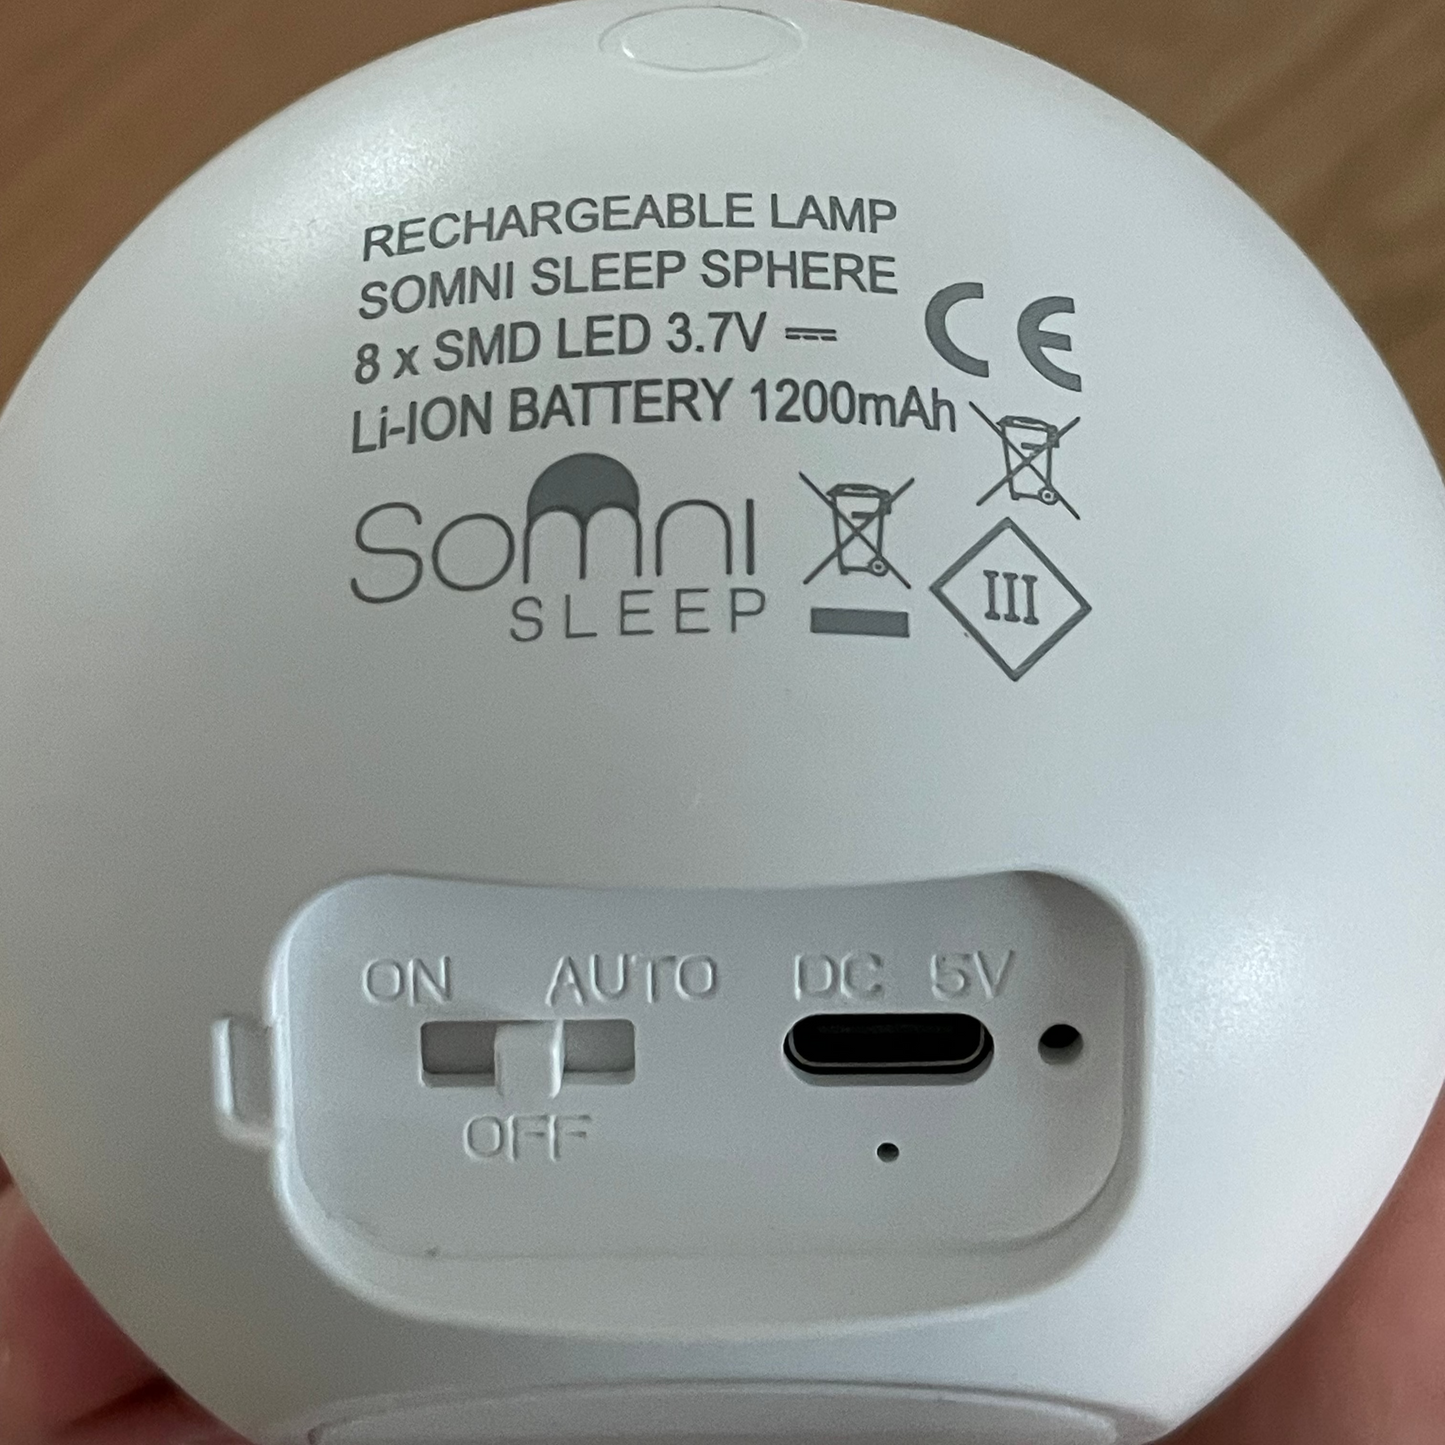 RECHARGEABLE LAMP
SOMNI SLEEP SPHERE
8 x SMD LED 3.7V
Li-ION BATTERY 1200mAh
CE
Somni
SLEEP
III
ON AUTO DC 5V
OFF